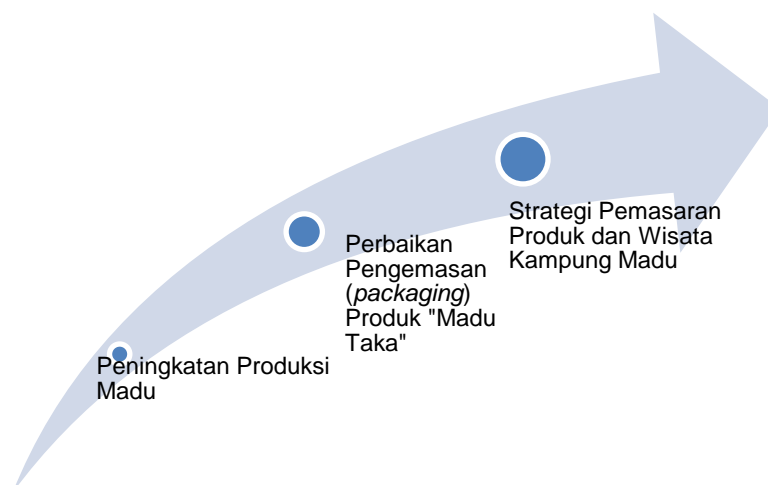 Peningkatan Produksi
Madu
Perbaikan
Pengemasan
(packaging)
Produk "Madu
Taka"
Strategi Pemasaran
Produk dan Wisata
Kampung Madu